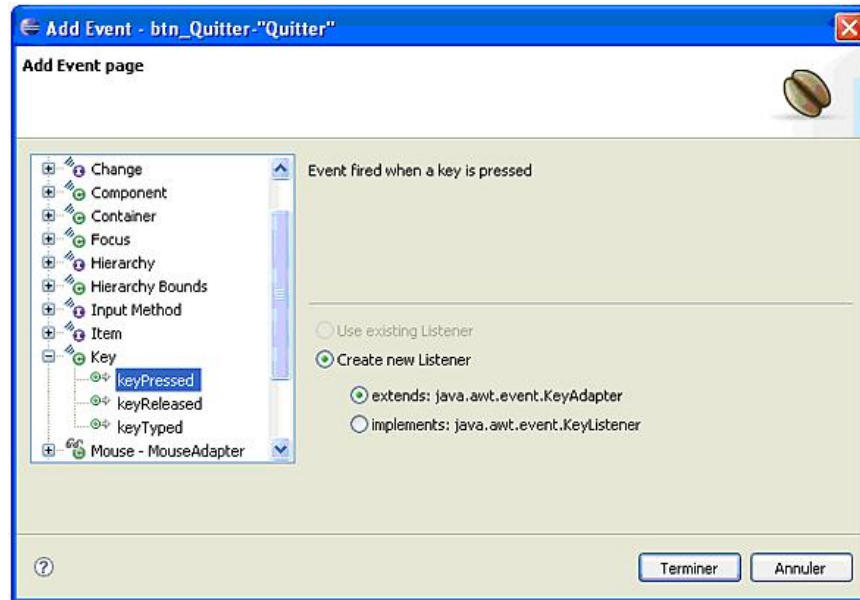 Add Event - btn_Quitter-"Quitter"
Add Event page
Change
Component
Container
Focus
Hierarchy
Hierarchy Bounds
Input Method
Item
Key
keyPressed
keyReleased
keyTyped
Mouse - MouseAdapter
Event fired when a key is pressed
Use existing Listener
Create new Listener
extends: java.awt.event.KeyAdapter
implements: java.awt.event.KeyListener
?
Terminer
Annuler